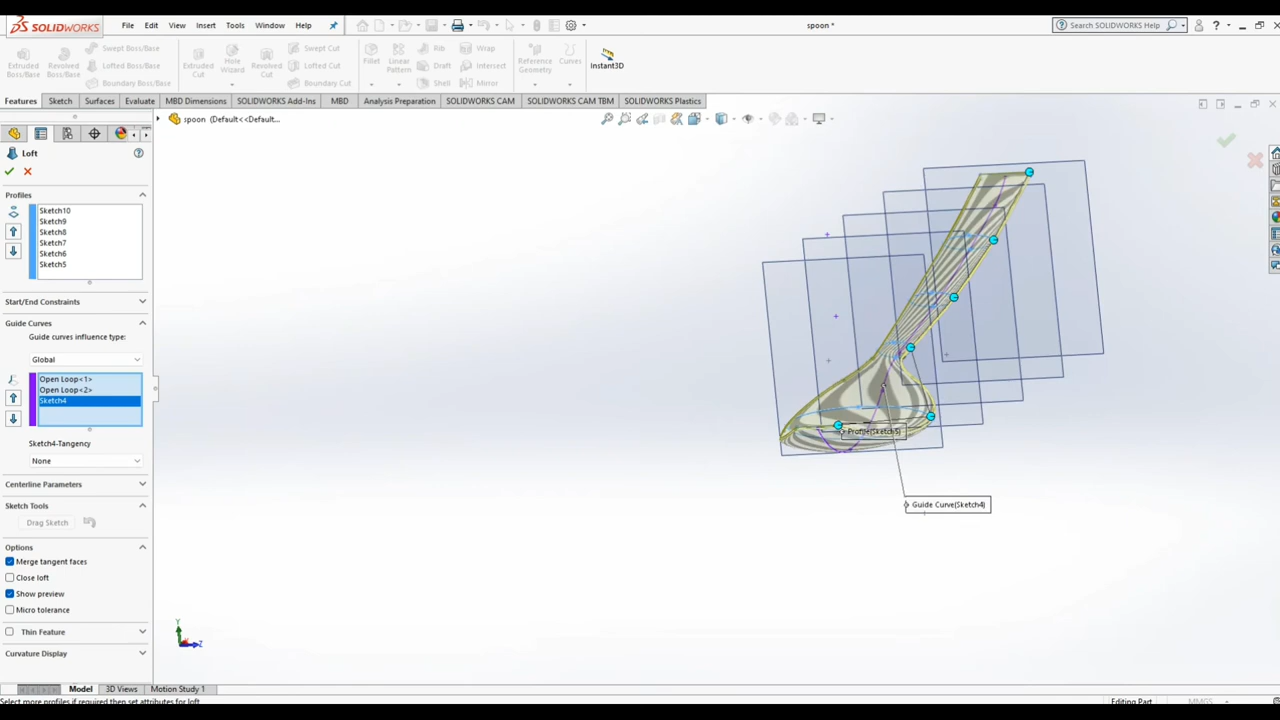 SOLIDWORKS
File Edit View Insert Tools Window Help
spoon *
Search SOLIDWORKS Help
Extruded Boss/Base
Revolved Boss/Base
Swept Boss/Base
Lofted Boss/Base
Boundary Boss/Base
Extruded Cut
Hole Wizard
Revolved Cut
Swept Cut
Lofted Cut
Boundary Cut
Fillet
Linear Pattern
Rib
Draft
Shell
Wrap
Intersect
Mirror
Reference Geometry
Curves
Instant3D
Features Sketch Surfaces Evaluate MBD Dimensions SOLIDWORKS Add-Ins MBD Analysis Preparation SOLIDWORKS CAM SOLIDWORKS CAM TBM SOLIDWORKS Plastics
spoon (Default<<Default...
Loft
Profiles
Sketch10
Sketch9
Sketch8
Sketch7
Sketch6
Sketch5
Start/End Constraints
Guide Curves
Guide curves influence type:
Global
Open Loop<1>
Open Loop<2>
Sketch4
Sketch4-Tangency
None
Centerline Parameters
Sketch Tools
Drag Sketch
Options
Merge tangent faces
Close loft
Show preview
Micro tolerance
Thin Feature
Curvature Display
Profile(Sketch5)
Guide Curve(Sketch4)
Y
Z
Model 3D Views Motion Study 1
Select more profiles if required then set attributes for loft
Editing Part
MMGS